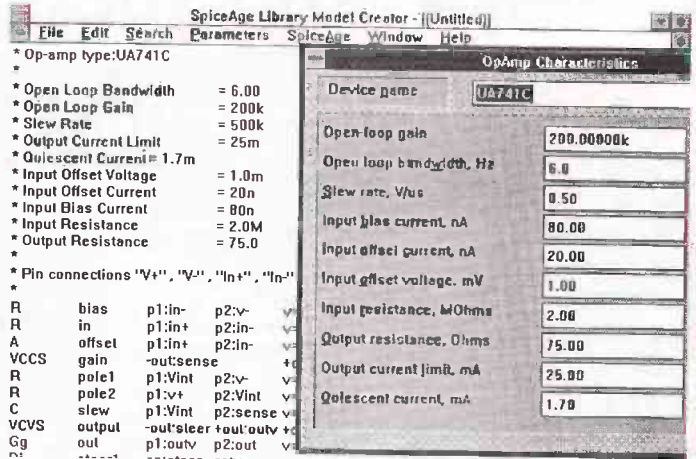 SpiceAge Library Model Creator - [(Untitled)]
File Edit Search Parameters SpiceAge Window Help
* Op-amp type:UA741C
*
* Open Loop Bandwidth = 6.00
* Open Loop Gain = 200k
* Slew Rate = 500k
* Output Current Limit = 25m
* Quiescent Current= 1.7m
* Input Offset Voltage = 1.0m
* Input Offset Current = 20n
* Input Bias Current = 80n
* Input Resistance = 2.0M
* Output Resistance = 75.0
*
* Pin connections "V+", "V-", "In+", "In-"
*
R bias p1:in- p2:v-
R in p1:in+ p2:in-
A offset p1:in+ p2:in-
VCCS gain -out:sense
R pole1 p1:Vint p2:v-
R pole2 p1:v+ p2:Vint
C slew p1:Vint p2:sense
VCVS output -out:sleer +out:outv
Gg out p1:outv p2:out
OpAmp Characteristics
Device name UA741C
Open-loop gain 200.00000k
Open loop bandwidth, Hz 6.0
Slew rate, V/us 0.50
Input bias current, nA 80.00
Input offset current, nA 20.00
Input offset voltage, mV 1.00
Input resistance, MOhms 2.00
Output resistance, Ohms 75.00
Output current limit, mA 25.00
Qoiescent current, mA 1.70